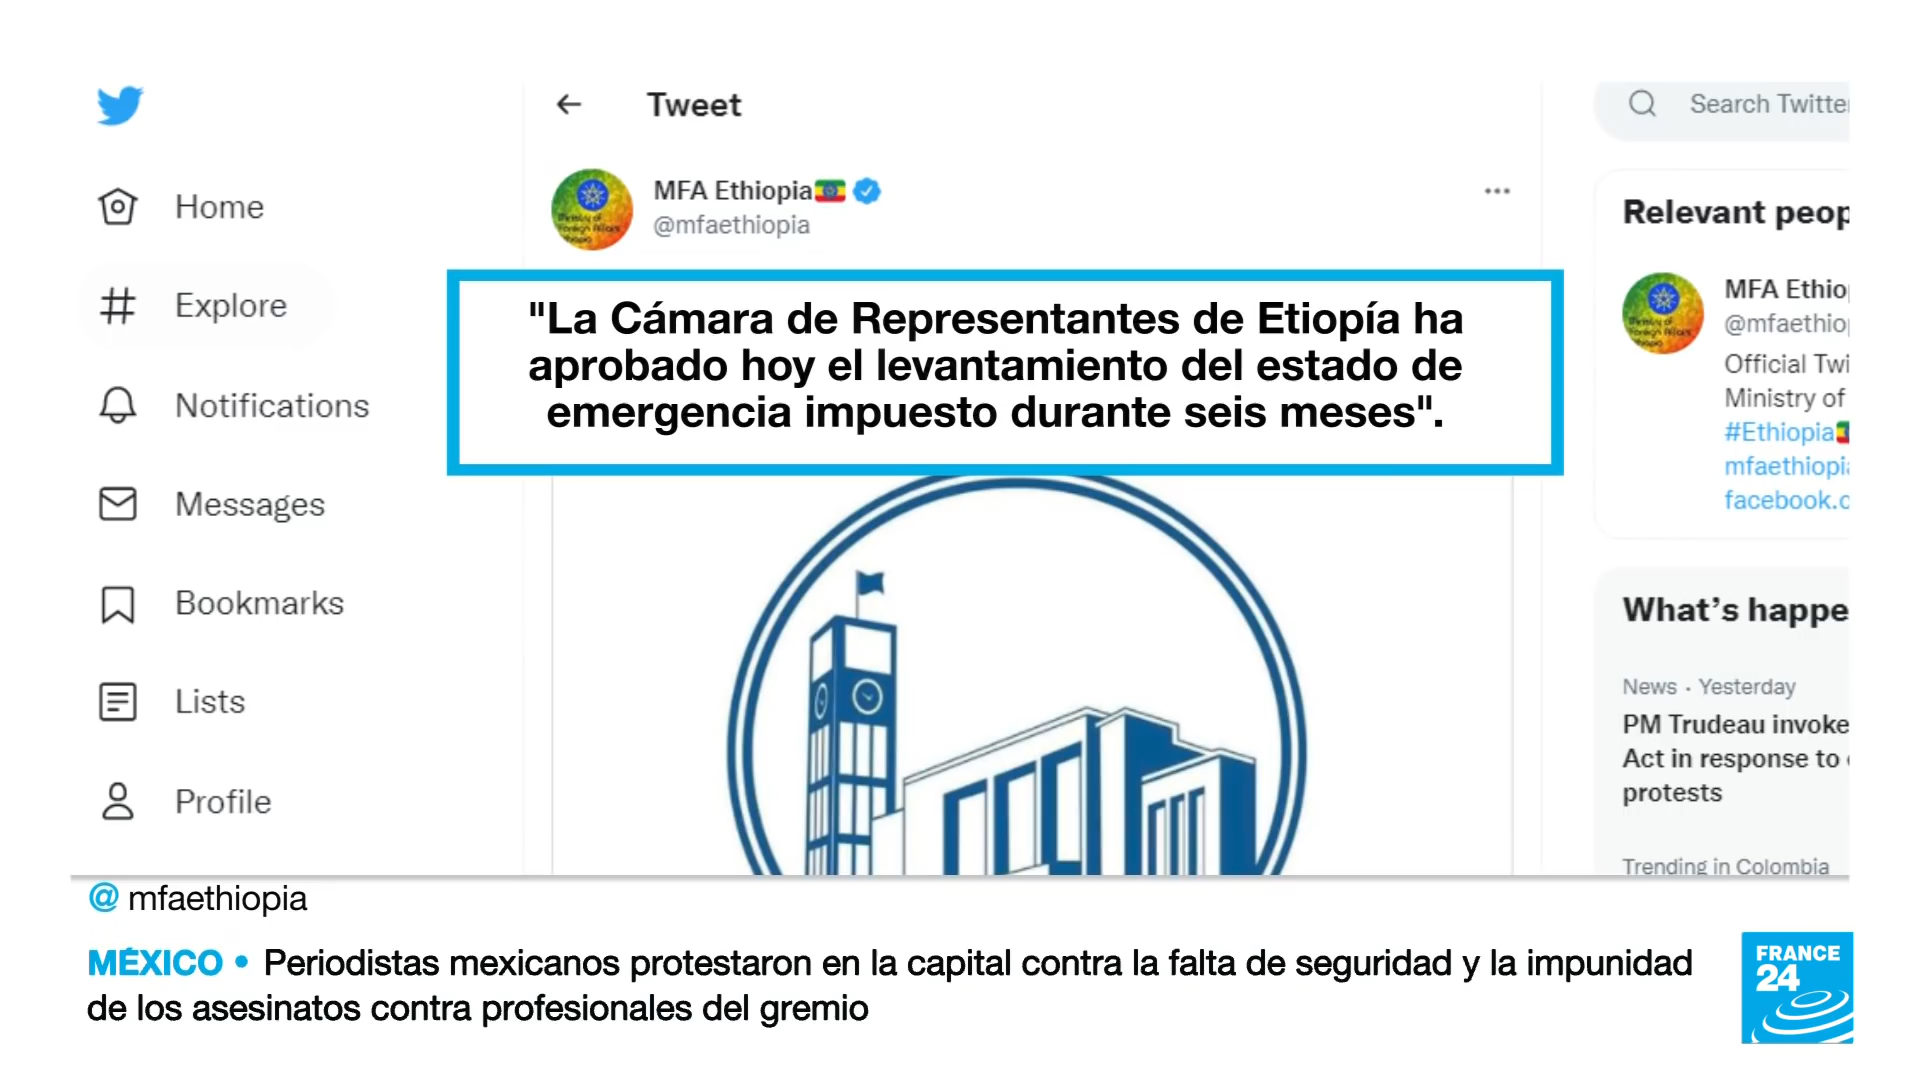 Home
Explore
Notifications
Messages
Bookmarks
Lists
Profile
Tweet
MFA Ethiopia
@mfaethiopia
"La Cámara de Representantes de Etiopía ha
aprobado hoy el levantamiento del estado de
emergencia impuesto durante seis meses".
Search Twitte
Relevant peop
MFA Ethio
@mfaethiop
Official Twi
Ministry of
#Ethiopia
mfaethiopi
facebook.c
What's happe
News · Yesterday
PM Trudeau invoke
Act in response to
protests
Trending in Colombia
@ mfaethiopia
MÉXICO • Periodistas mexicanos protestaron en la capital contra la falta de seguridad y la impunidad
de los asesinatos contra profesionales del gremio
FRANCE
24